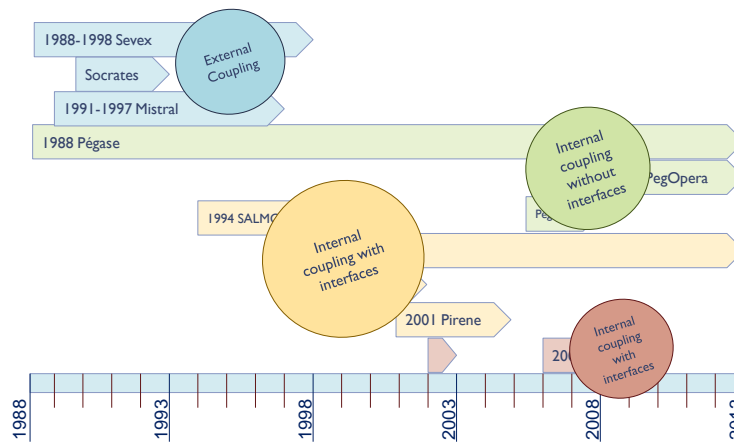 1988-1998 Sevex
External
Coupling
Socrates
1991-1997 Mistral
1988 Pégase
Internal
coupling
without
interfaces
PegOpera
1994
Internal
coupling with
interfaces
2001 Pirene
Internal
coupling
with
interfaces
1988
1993
1998
2003
2008